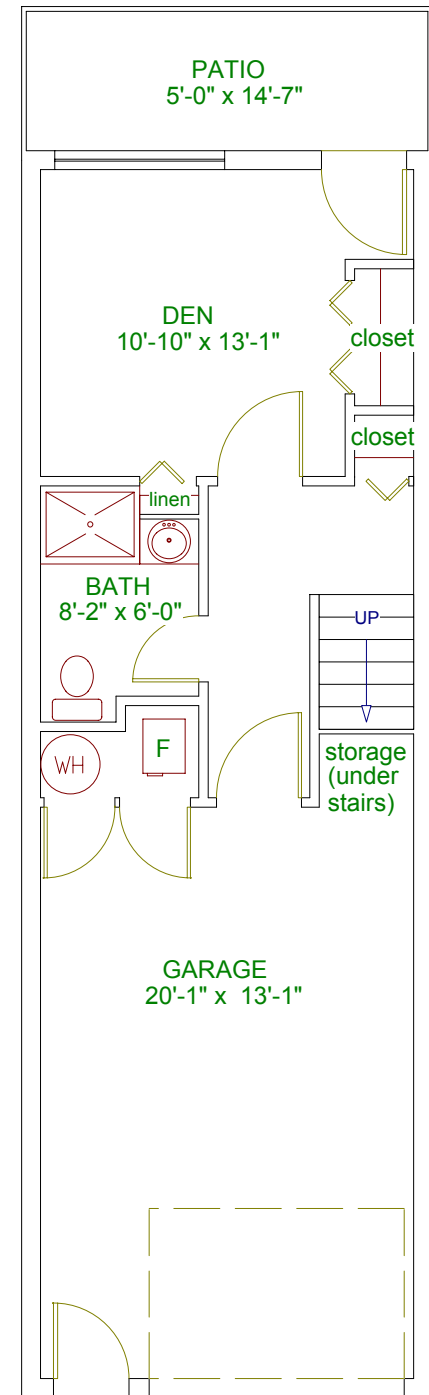 PATIO
5'-0" x 14'-7"
DEN
10'-10" x 13'-1"
closet
closet
linen
BATH
8'-2" x 6'-0"
UP
F
WH
storage
(under
stairs)
GARAGE
20'-1" x  13'-1"